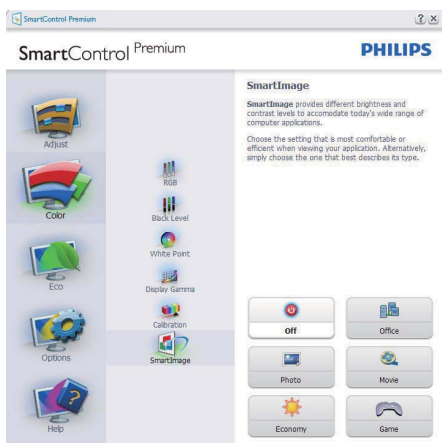 SmartControl Premium
SmartControl Premium
PHILIPS
Adjust
Color
Eco
Options
Help
RGB
Black Level
White Point
Display Gamma
Calibration
SmartImage
SmartImage
SmartImage provides different brightness and
contrast levels to accomodate today's wide range of
computer applications.
Choose the setting that is most comfortable or
efficient when viewing your application. Alternatively,
simply choose the one that best describes its type.
Off
Office
Photo
Movie
Economy
Game